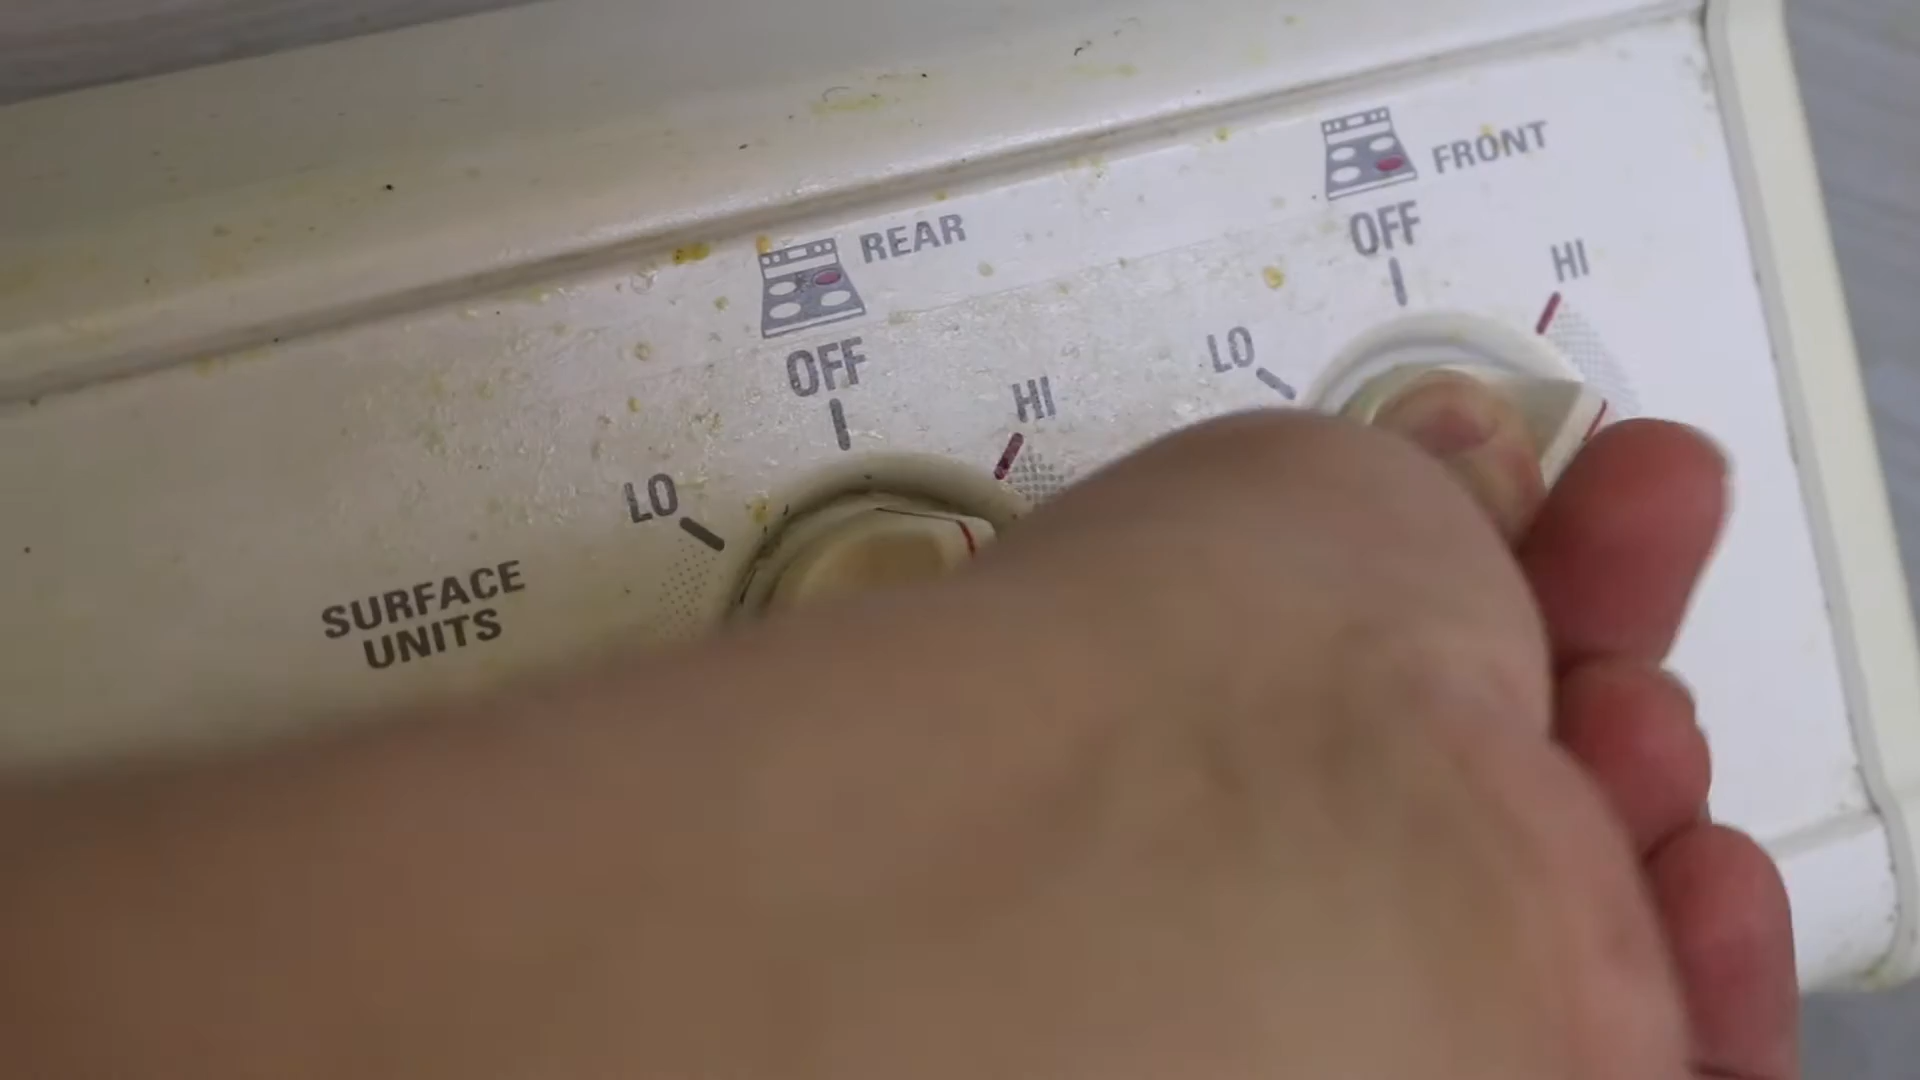 REAR
OFF
LO
HI
FRONT
OFF
LO
HI
SURFACE
UNITS